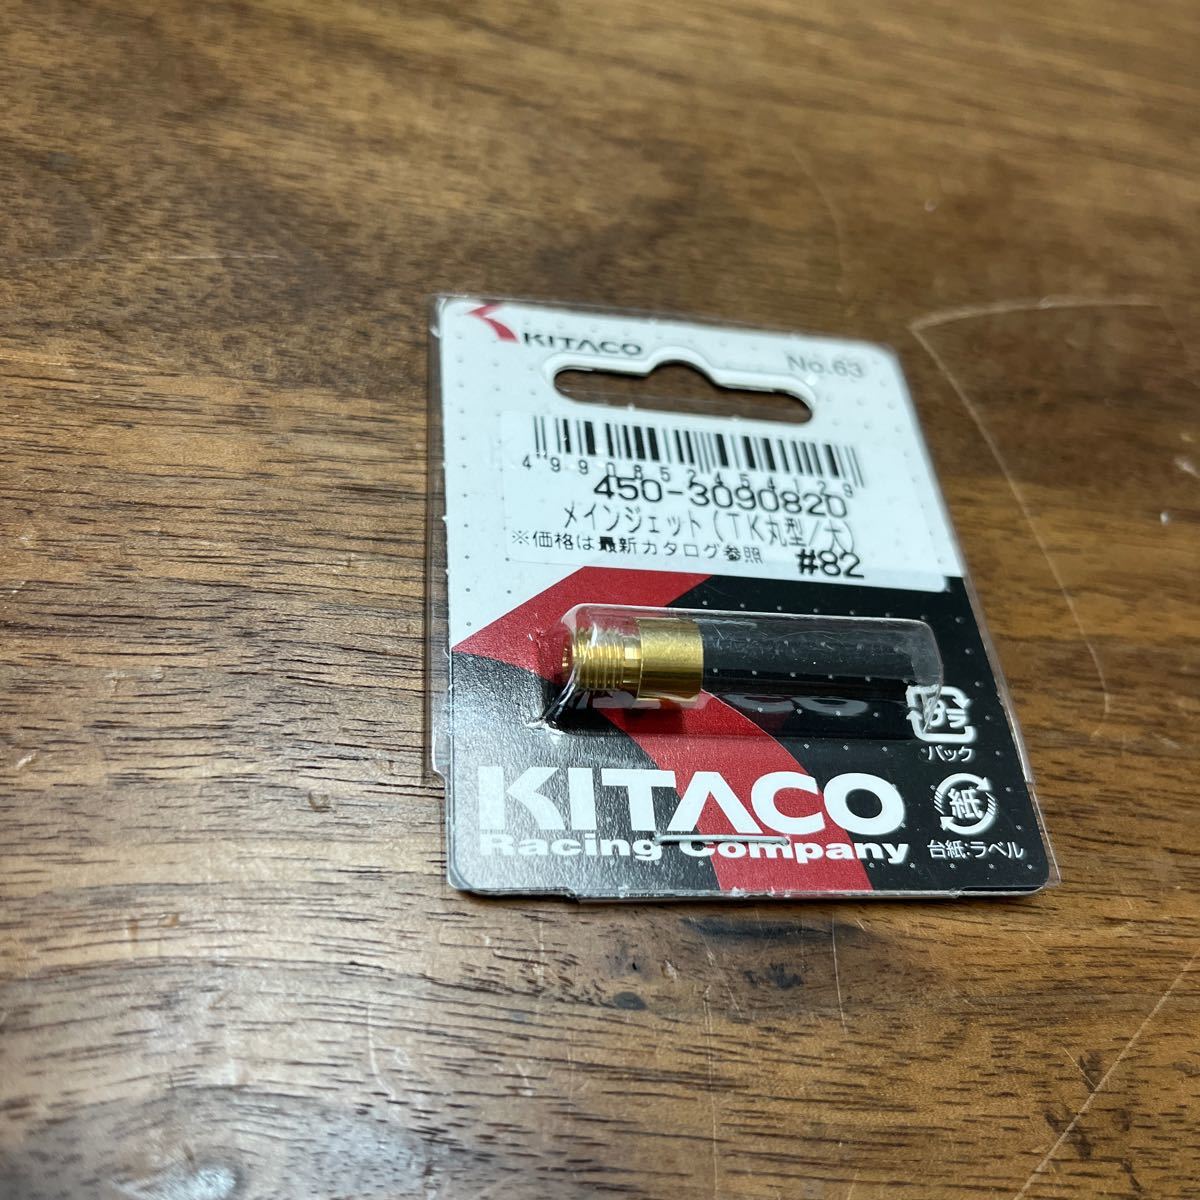 KITACO
No.63
4990852454129
450-3090820
メインジェット(TK丸型/大)
※価格は最新カタログ参照 #82
パック
KITACO
Racing Company
紙
台紙:ラベル